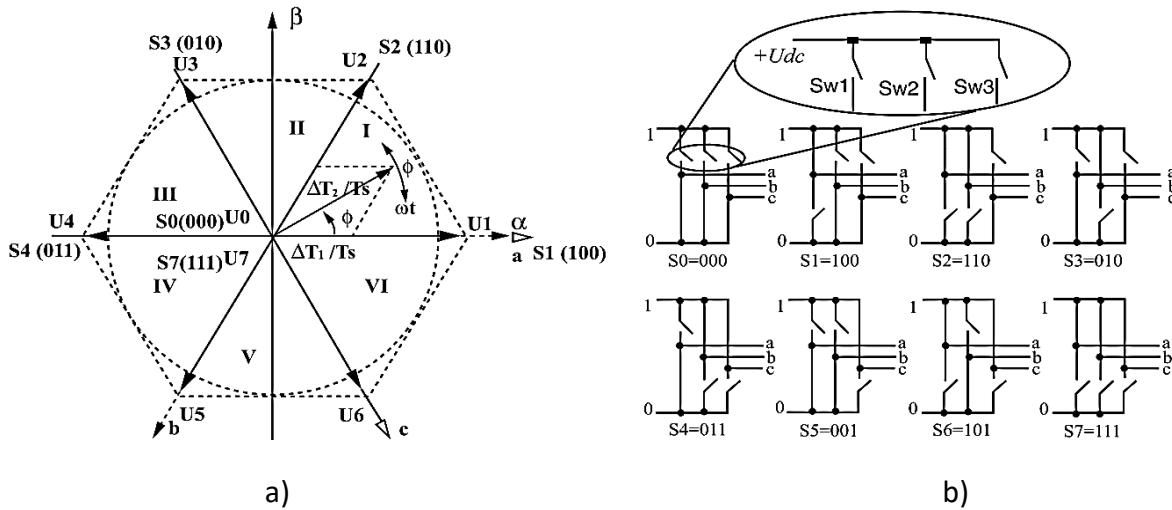 β
S3 (010)
U3
U2
S2 (110)
II
I
ϕ
ΔT2 /Ts
ωt
III
S0(000)
U0
ϕ
U4
U1
α
S4 (011)
S7(111)
U7
ΔT1 /Ts
a
S1 (100)
IV
VI
V
U5
U6
b
c
a)
+Udc
Sw1
Sw2
Sw3
1
a
b
c
0
S0=000
1
a
b
c
0
S1=100
1
a
b
c
0
S2=110
1
a
b
c
0
S3=010
1
a
b
c
0
S4=011
1
a
b
c
0
S5=001
1
a
b
c
0
S6=101
1
a
b
c
0
S7=111
b)